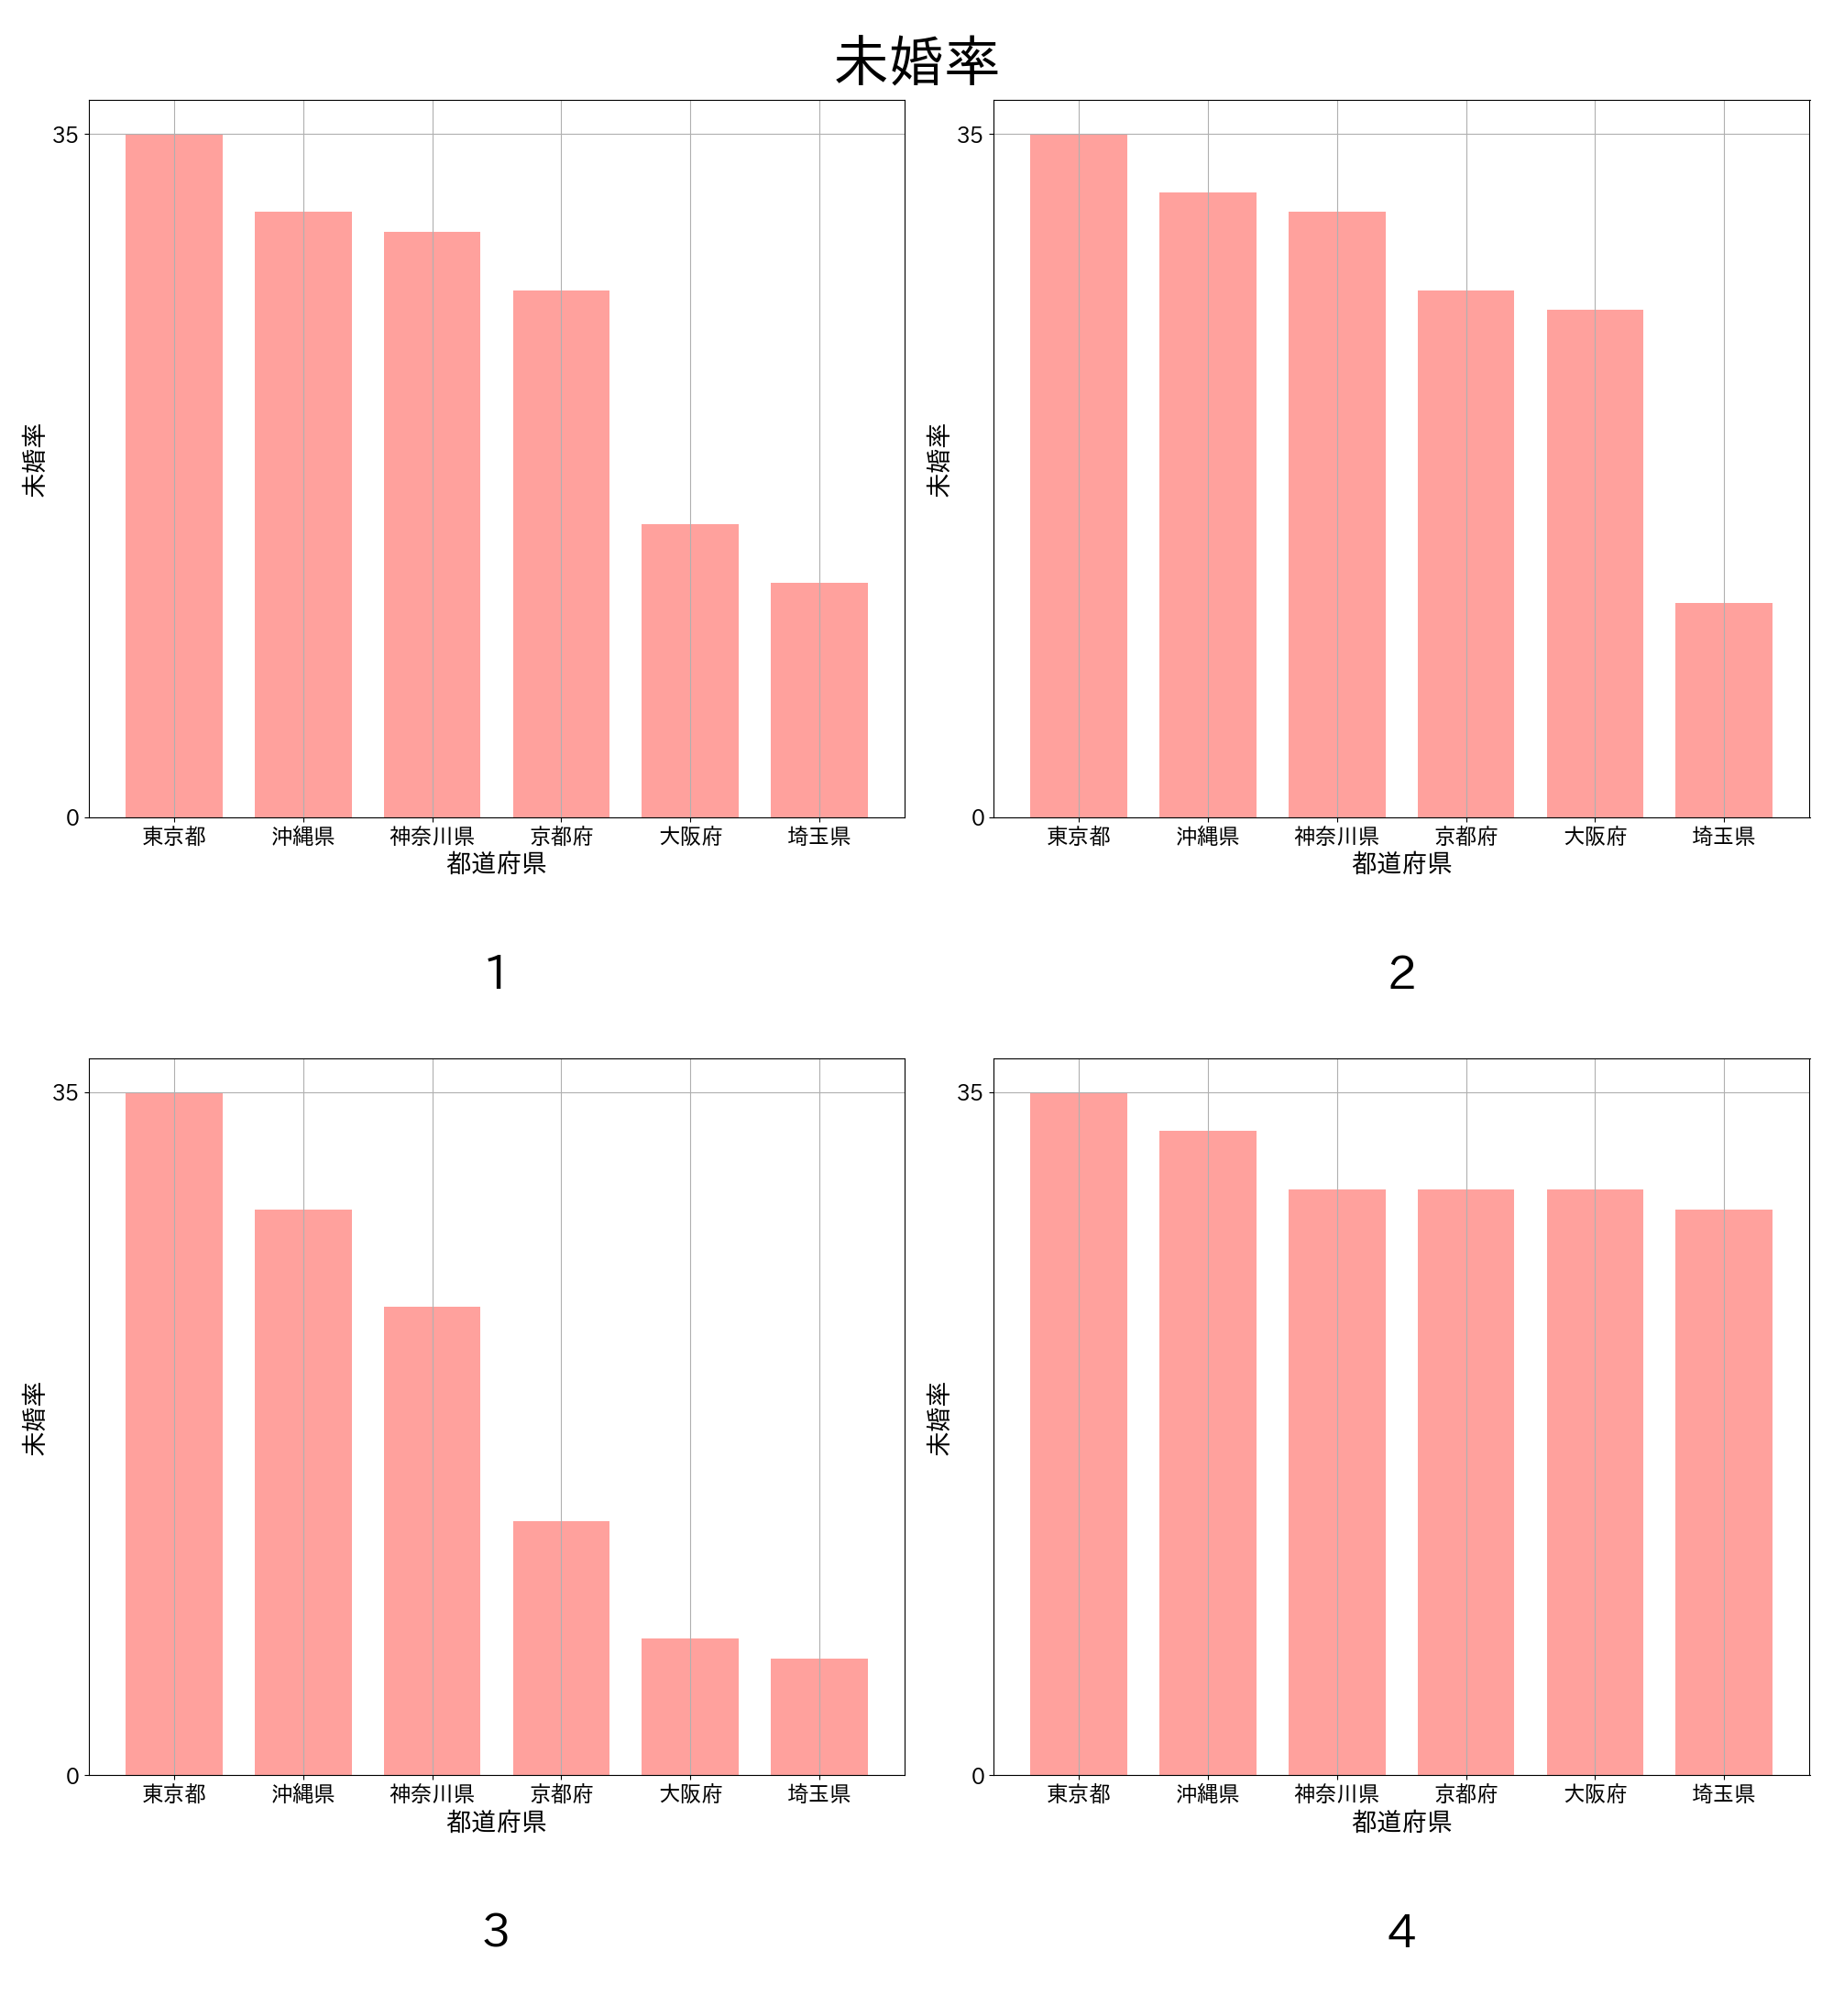 未婚率
35
0
未婚率
東京都 沖縄県 神奈川県 京都府 大阪府 埼玉県
都道府県
1
35
0
未婚率
東京都 沖縄県 神奈川県 京都府 大阪府 埼玉県
都道府県
2
35
0
未婚率
東京都 沖縄県 神奈川県 京都府 大阪府 埼玉県
都道府県
3
35
0
未婚率
東京都 沖縄県 神奈川県 京都府 大阪府 埼玉県
都道府県
4